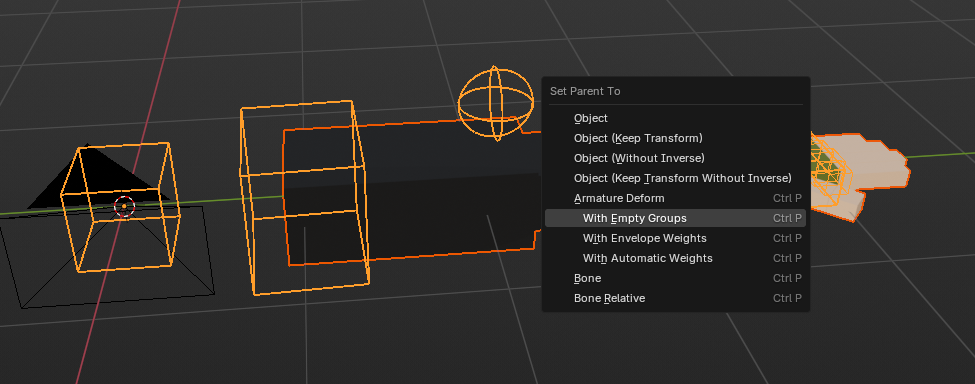 Set Parent To
Object
Object (Keep Transform)
Object (Without Inverse)
Object (Keep Transform Without Inverse)
Armature Deform Ctrl P
With Empty Groups Ctrl P
With Envelope Weights Ctrl P
With Automatic Weights Ctrl P
Bone Ctrl P
Bone Relative Ctrl P